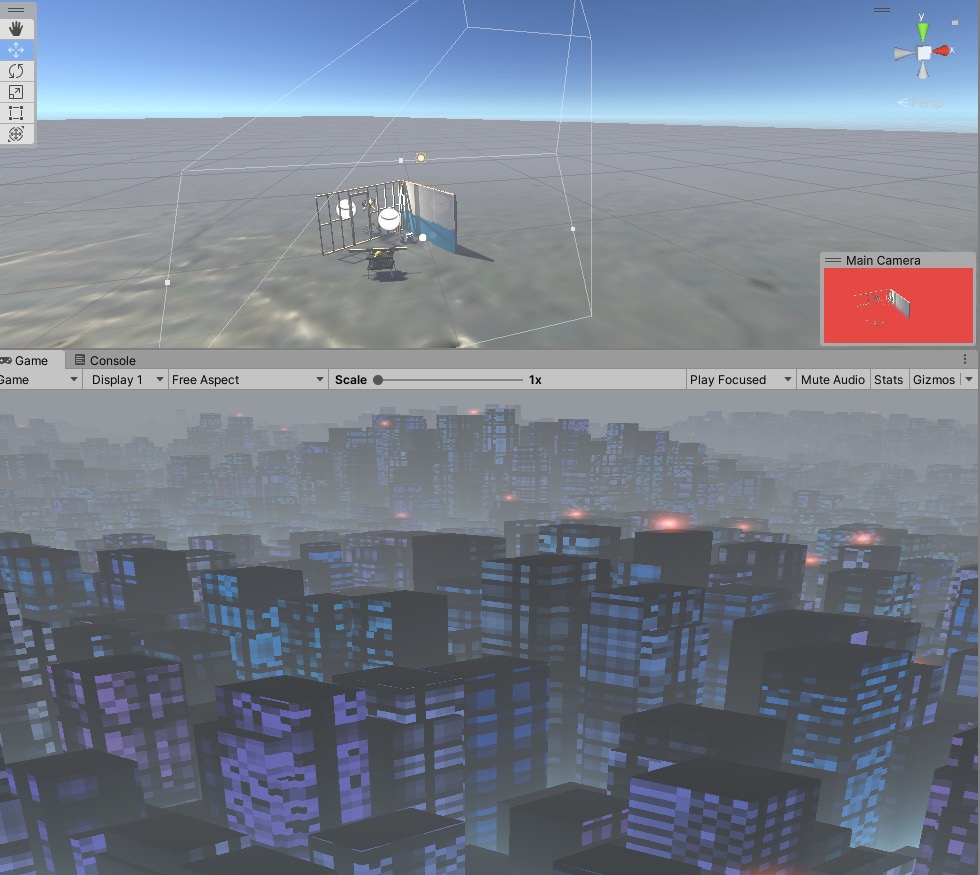 y
x
Persp
Main Camera
Game
Console
Game
Display 1
Free Aspect
Scale
1x
Play Focused
Mute Audio
Stats
Gizmos